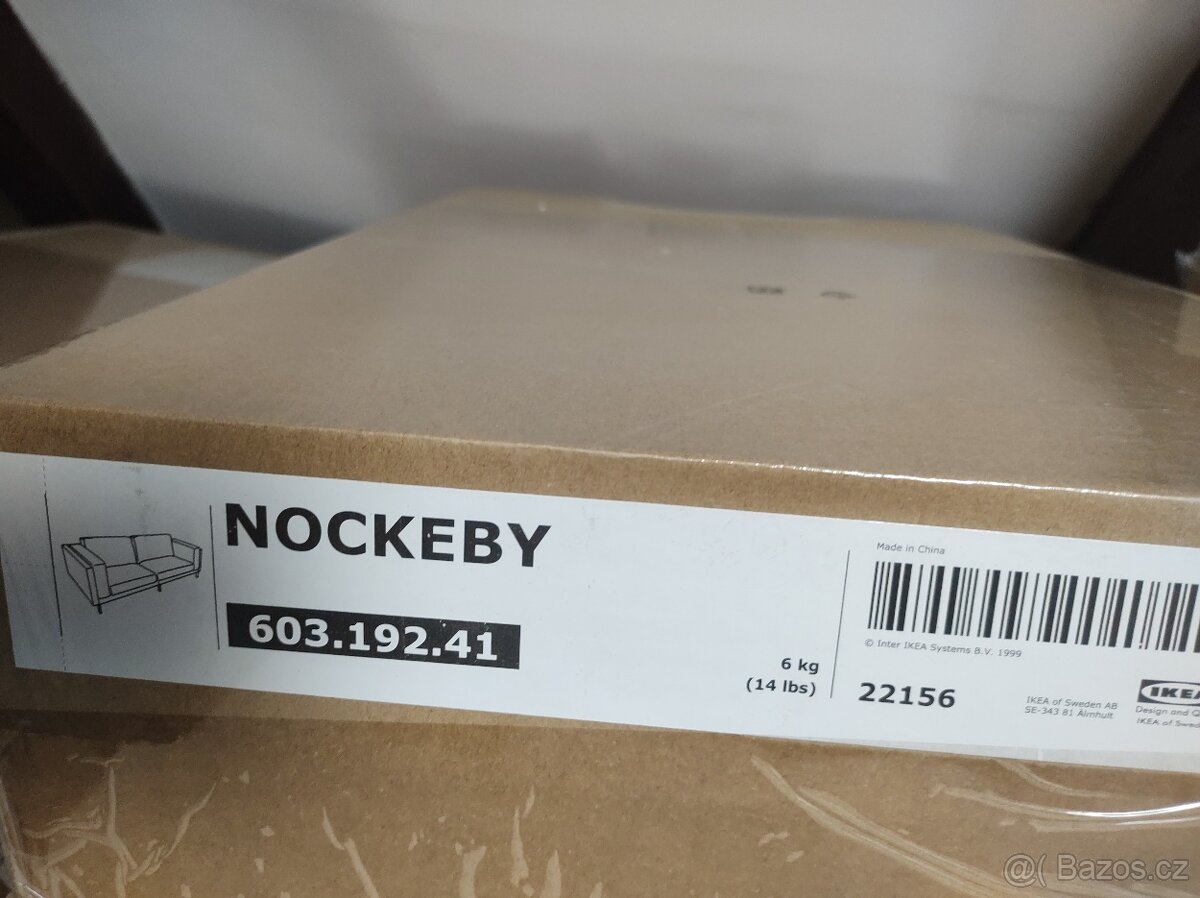 NOCKEBY
603.192.41
6 kg
(14 lbs)
Made in China
© Inter IKEA Systems B.V. 1999
22156
IKEA of Sweden AB
SE-343 81 Älmhult
IKEA
Design and
IKEA of
Bazos.cz